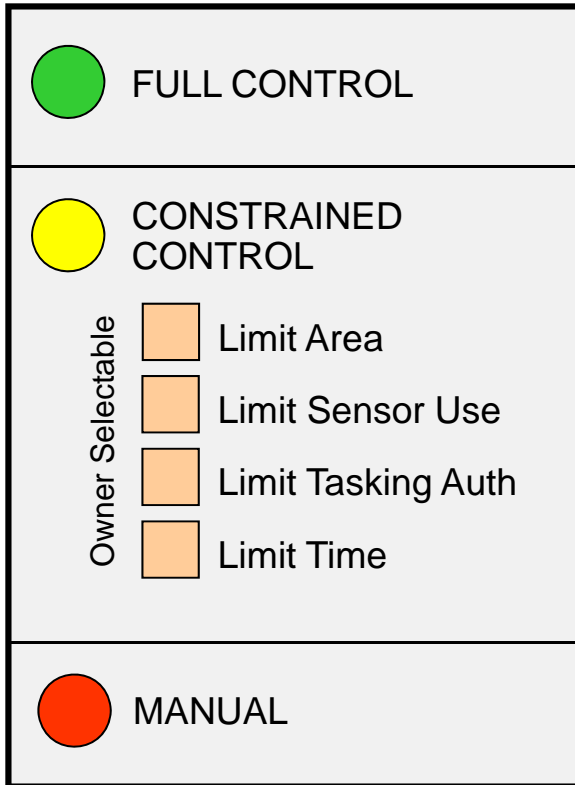 FULL CONTROL
CONSTRAINED
CONTROL
Owner Selectable
Limit Area
Limit Sensor Use
Limit Tasking Auth
Limit Time
MANUAL